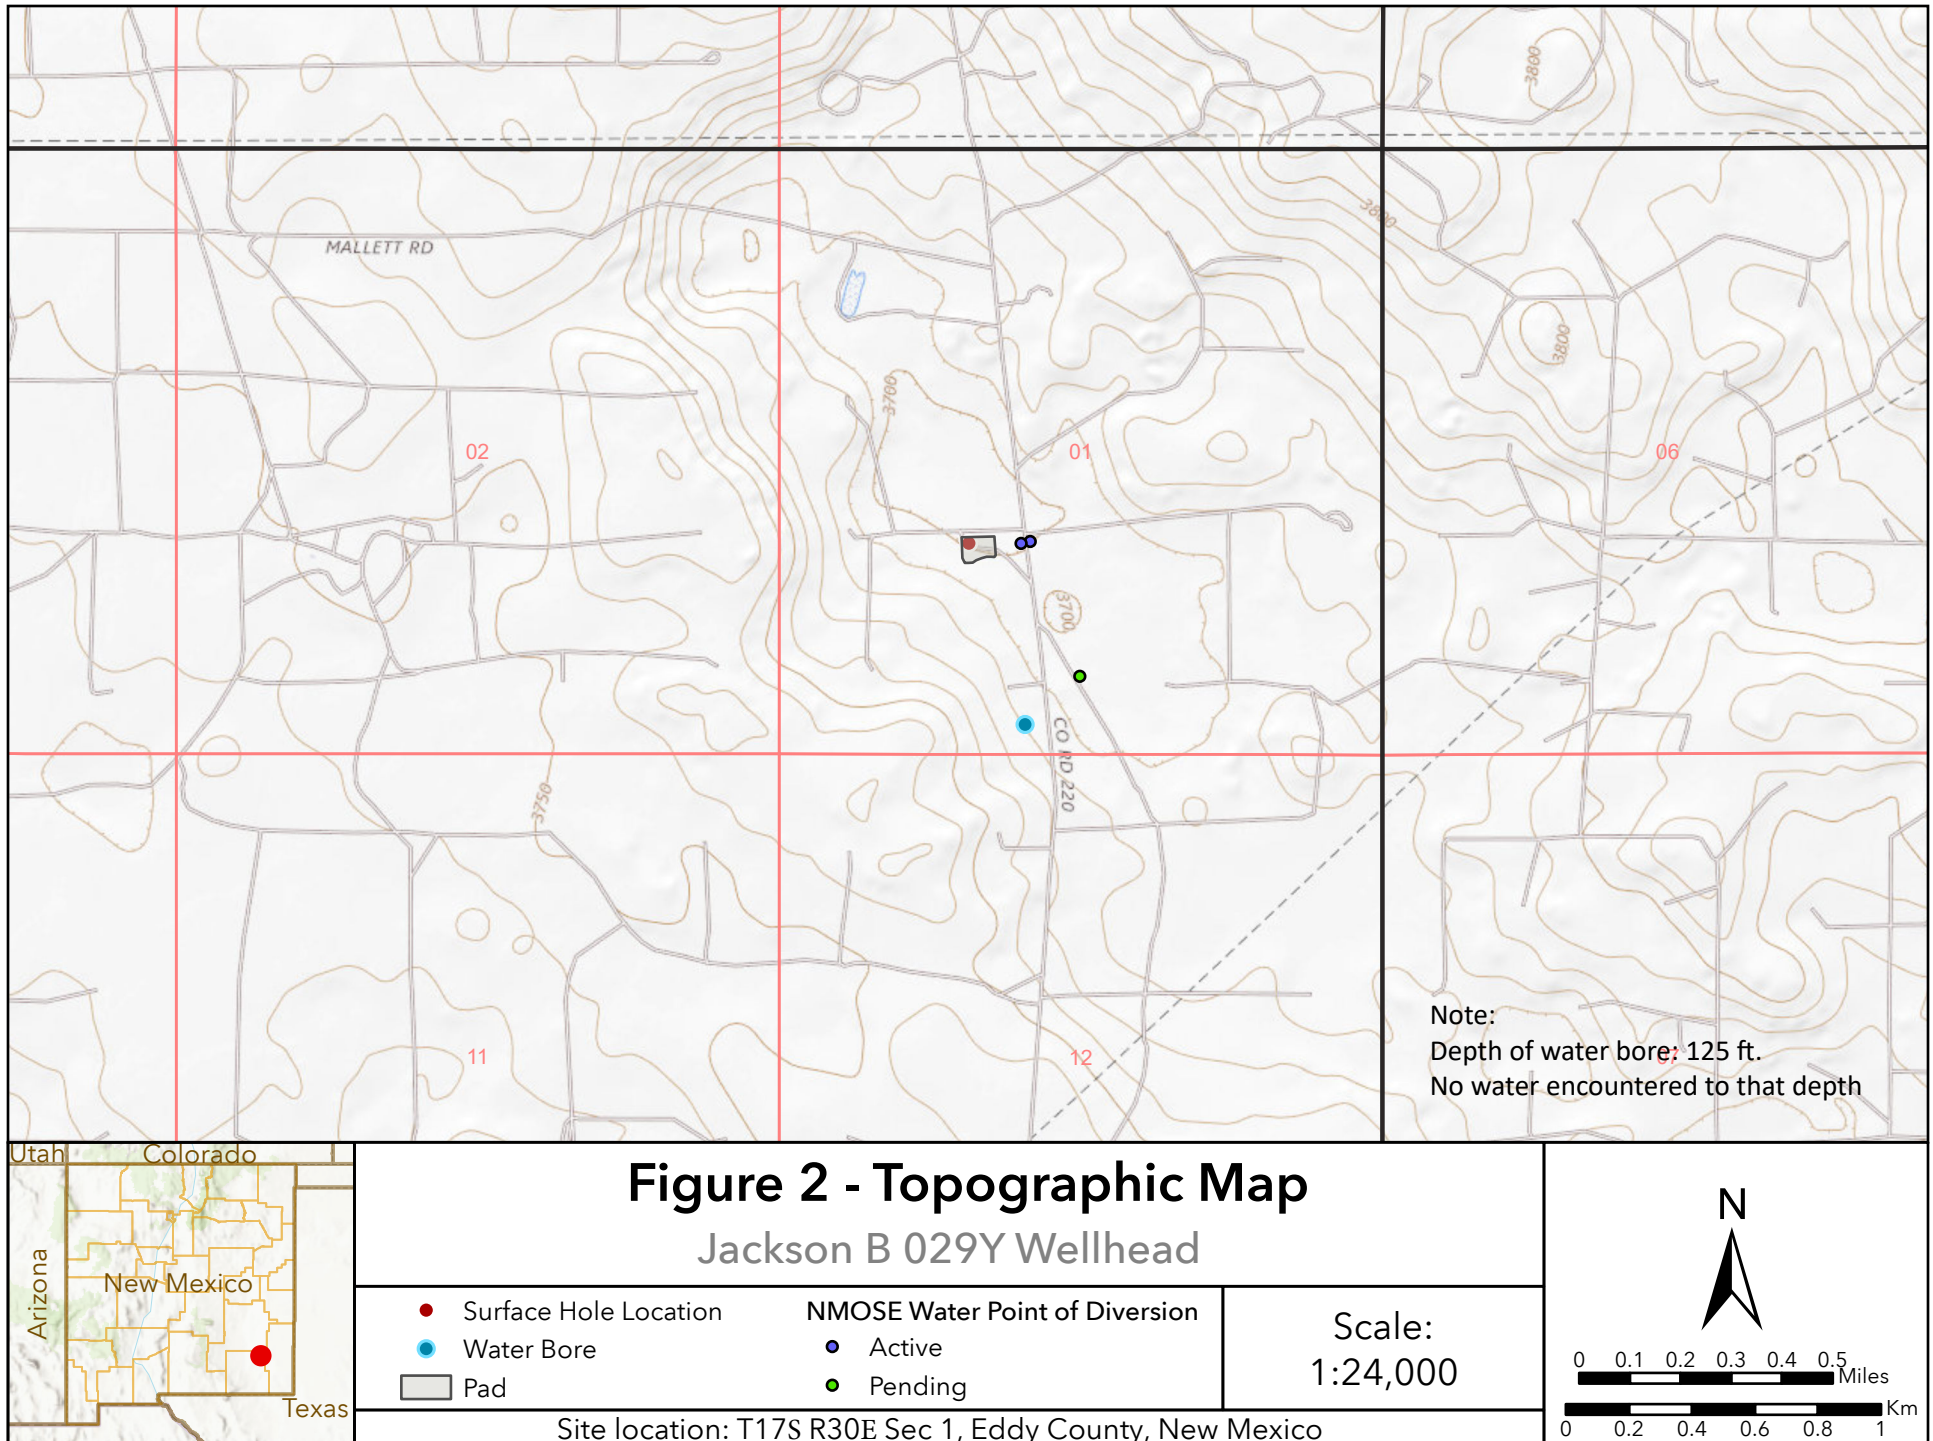 3800
3800
MALLETT RD
3800
3700
02
01
06
3700
CO RD 220
3750
Note:
Depth of water bore: 125 ft.
No water encountered to that depth
11
12
07
Utah
Colorado
Arizona
New Mexico
Texas
Figure 2 - Topographic Map
Jackson B 029Y Wellhead
Surface Hole Location
Water Bore
Pad
NMOSE Water Point of Diversion
Active
Pending
Scale:
1:24,000
Site location: T17S R30E Sec 1, Eddy County, New Mexico
N
0 0.1 0.2 0.3 0.4 0.5
Miles
Km
0 0.2 0.4 0.6 0.8 1